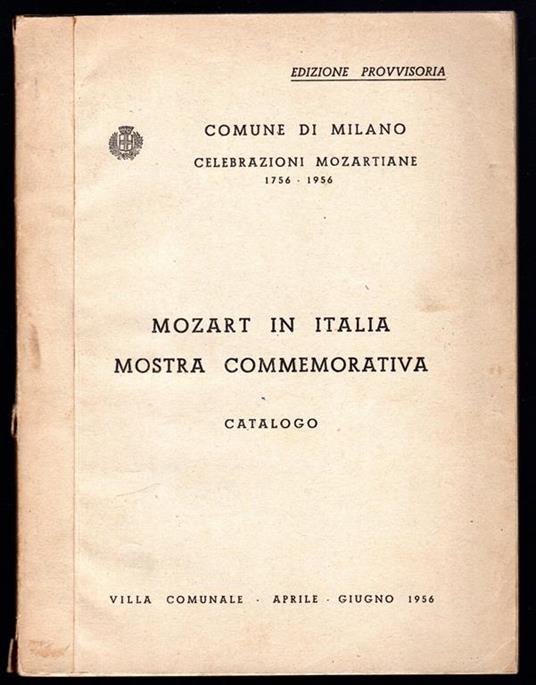 EDIZIONE PROVVISORIA
COMUNE DI MILANO
CELEBRAZIONI MOZARTIANE
1756 - 1956
MOZART IN ITALIA
MOSTRA COMMEMORATIVA
CATALOGO
VILLA COMUNALE - APRILE - GIUGNO 1956